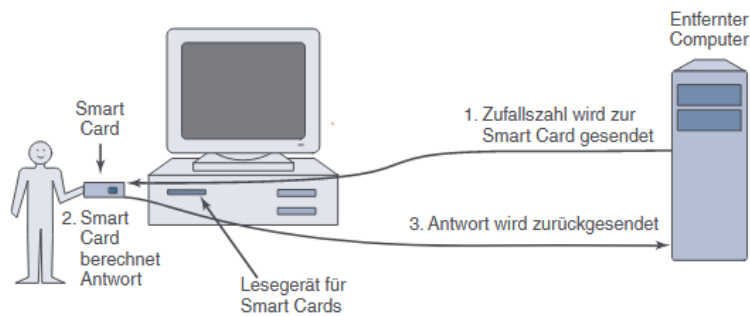 Entfernter
Computer
Smart
Card
1. Zufallszahl wird zur
Smart Card gesendet
2. Smart
Card
berechnet
Antwort
3. Antwort wird zurückgesendet
Lesegerät für
Smart Cards